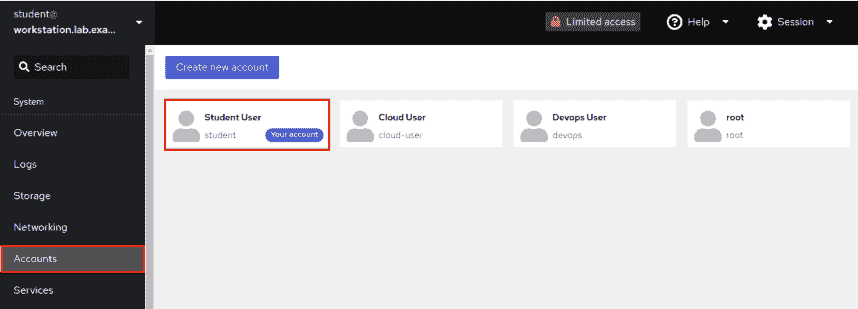 student@
workstation.lab.exa...
Limited access
Help
Session
Search
System
Overview
Logs
Storage
Networking
Accounts
Services
Create new account
Student User
student
Your account
Cloud User
cloud-user
Devops User
devops
root
root